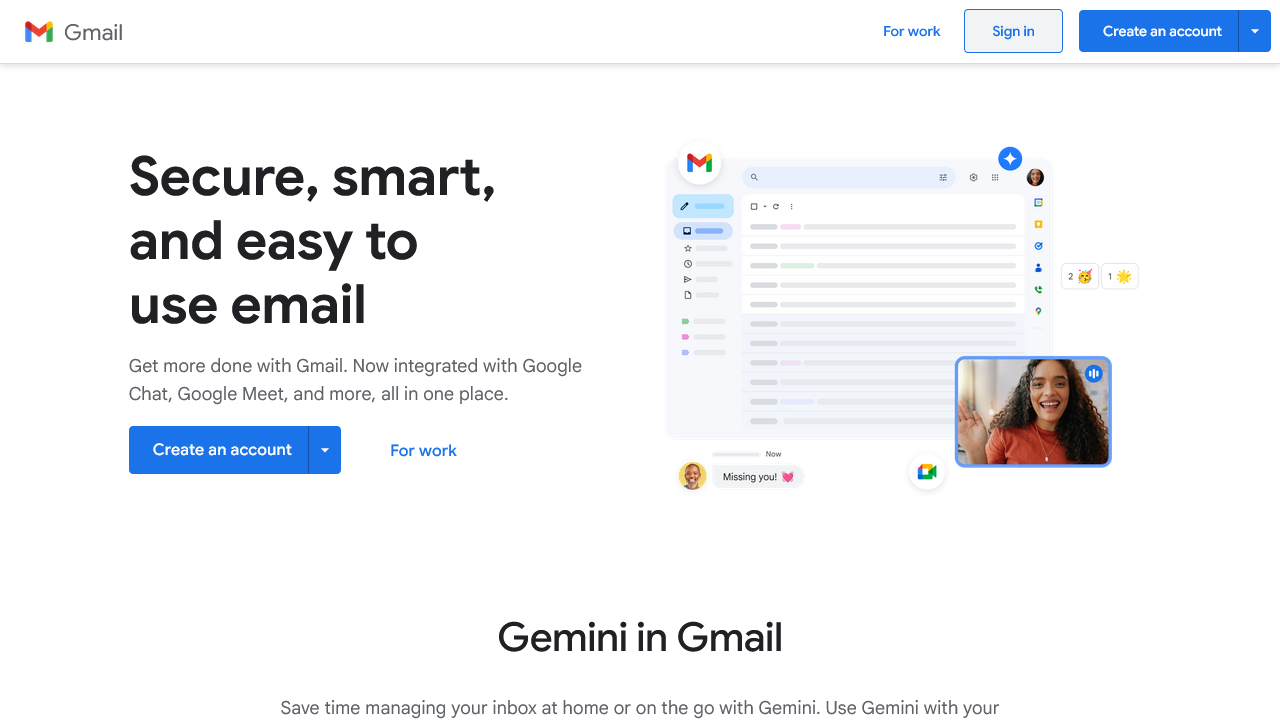 Gmail
For work
Sign in
Create an account
Secure, smart,
and easy to
use email
Get more done with Gmail. Now integrated with Google
Chat, Google Meet, and more, all in one place.
Create an account
For work
2 🥳
1 🌟
Now
Missing you! 💓
Gemini in Gmail
Save time managing your inbox at home or on the go with Gemini. Use Gemini with your